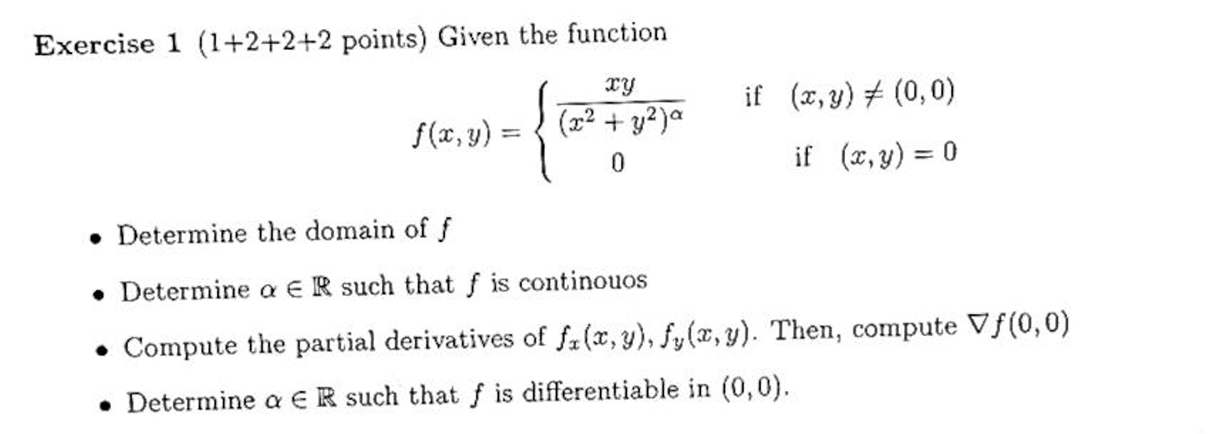 Exercise 1 (1+2+2+2 points) Given the function
f(x, y) = { xy / (x² + y²)^α if (x, y) ≠ (0, 0)
0 if (x, y) = 0
• Determine the domain of f
• Determine α ∈ ℝ such that f is continouos
• Compute the partial derivatives of fₓ(x, y), f_y(x, y). Then, compute ∇f(0, 0)
• Determine α ∈ ℝ such that f is differentiable in (0, 0).